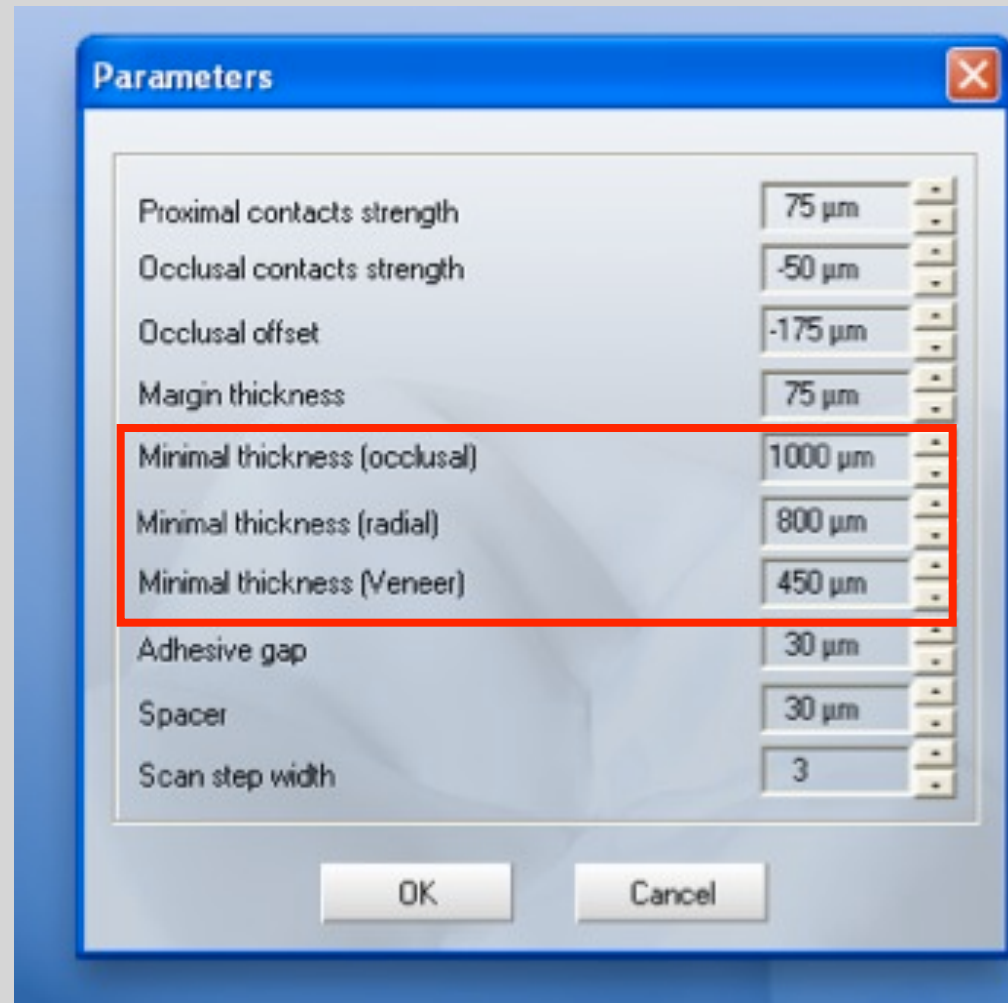 Parameters
Proximal contacts strength 75 µm
Occlusal contacts strength -50 µm
Occlusal offset -175 µm
Margin thickness 75 µm
Minimal thickness (occlusal) 1000 µm
Minimal thickness (radial) 800 µm
Minimal thickness (Veneer) 450 µm
Adhesive gap 30 µm
Spacer 30 µm
Scan step width 3
OK Cancel